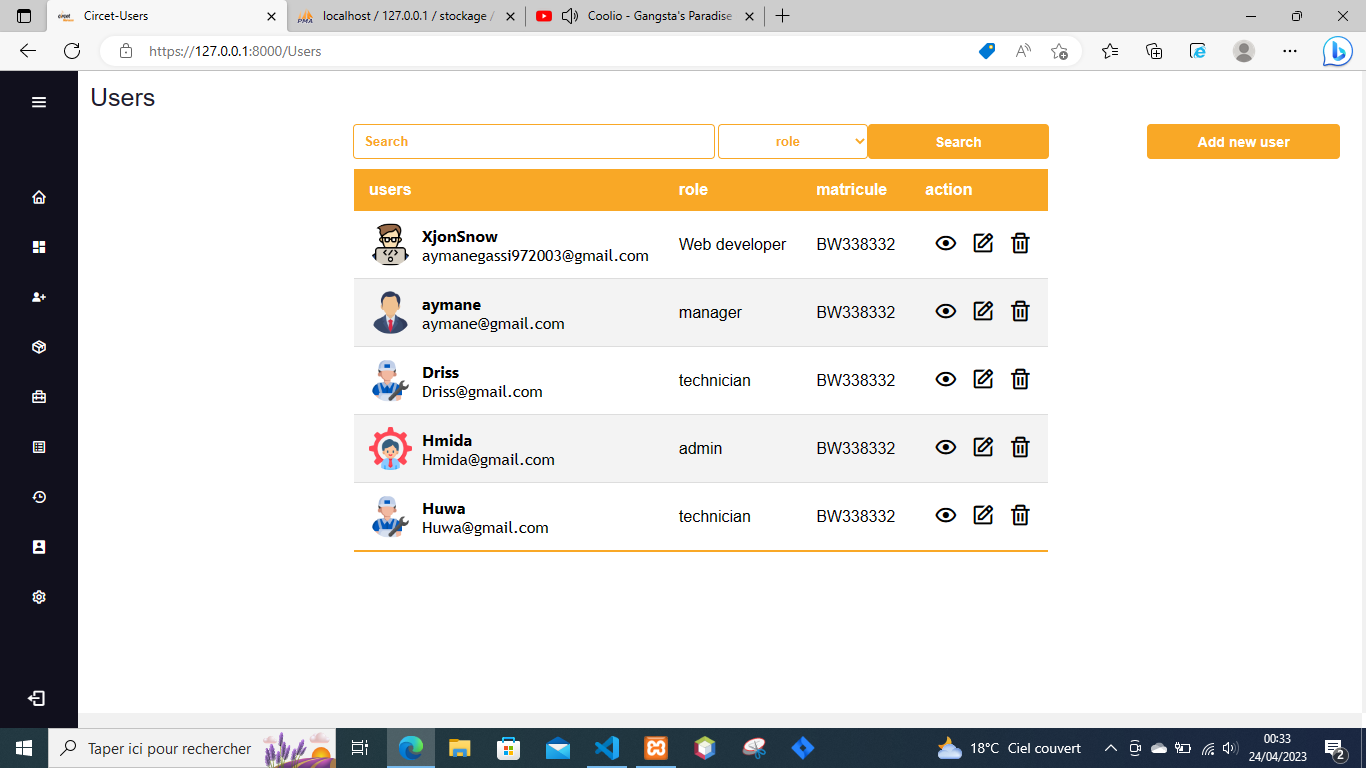 Circet-Users
localhost / 127.0.0.1 / stockage /
Coolio - Gangsta's Paradise
https://127.0.0.1:8000/Users
Users
Search
role
Search
Add new user
users role matricule action
XjonSnow
aymanegassi972003@gmail.com
Web developer
BW338332
aymane
aymane@gmail.com
manager
BW338332
Driss
Driss@gmail.com
technician
BW338332
Hmida
Hmida@gmail.com
admin
BW338332
Huwa
Huwa@gmail.com
technician
BW338332
Taper ici pour rechercher
18°C Ciel couvert
00:33
24/04/2023
2